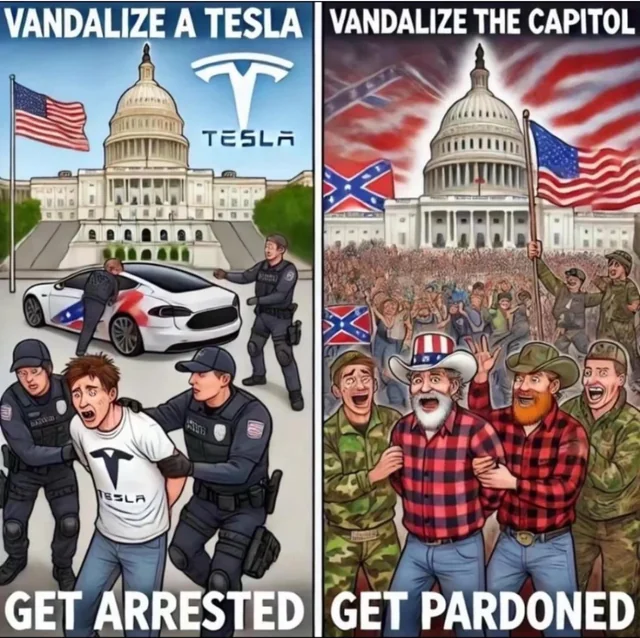 VANDALIZE A TESLA
TESLA
TESLA
GET ARRESTED
VANDALIZE THE CAPITOL
GET PARDONED